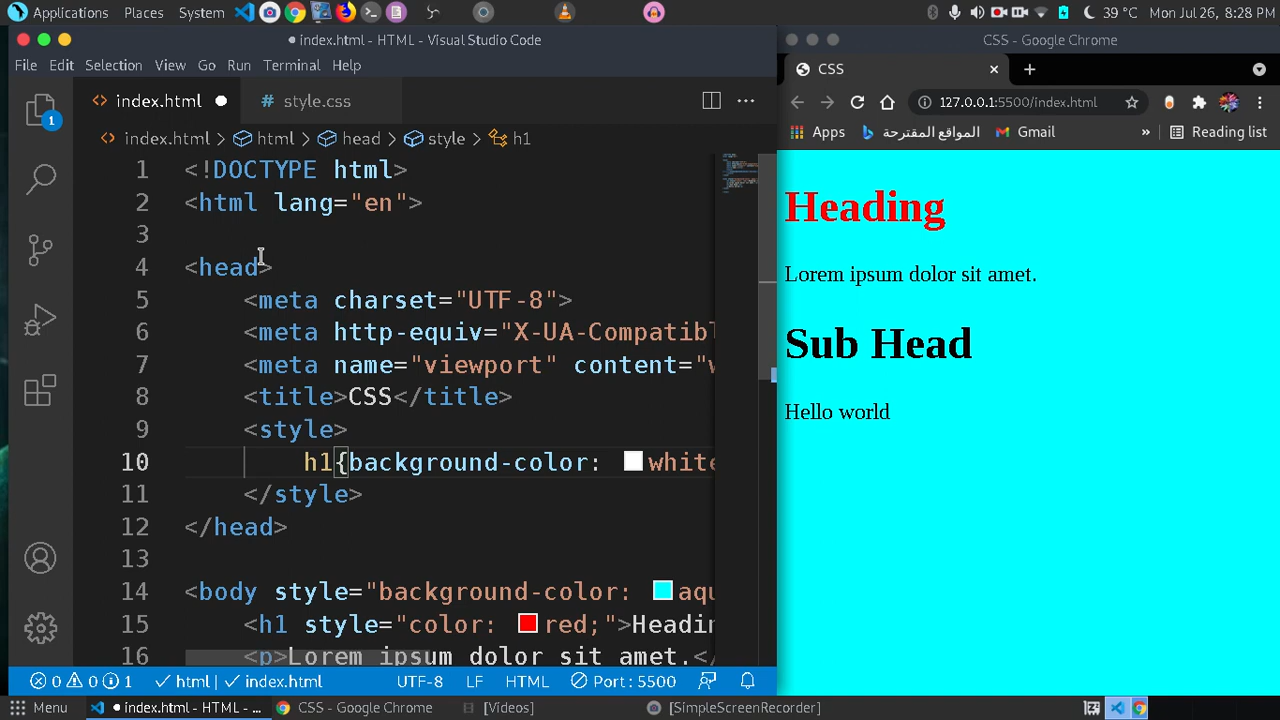 Applications Places System 39 °C Mon Jul 26, 8:28 PM
● index.html - HTML - Visual Studio Code
File Edit Selection View Go Run Terminal Help
<> index.html ● # style.css
1
<> index.html > html > head > style > h1
1 <!DOCTYPE html>
2 <html lang="en">
3
4 <head>
5 <meta charset="UTF-8">
6 <meta http-equiv="X-UA-Compatibl
7 <meta name="viewport" content="w
8 <title>CSS</title>
9 <style>
10 h1{background-color: white
11 </style>
12 </head>
13
14 <body style="background-color: aqu
15 <h1 style="color: red;">Headin
16 <p>Lorem ipsum dolor sit amet.</
0 0 1 html | index.html UTF-8 LF HTML Port : 5500
CSS - Google Chrome
CSS
127.0.0.1:5500/index.html
Apps المواقع المقترحة Gmail » Reading list
Heading
Lorem ipsum dolor sit amet.
Sub Head
Hello world
Menu ● index.html - HTML - ... CSS - Google Chrome [Videos] [SimpleScreenRecorder]